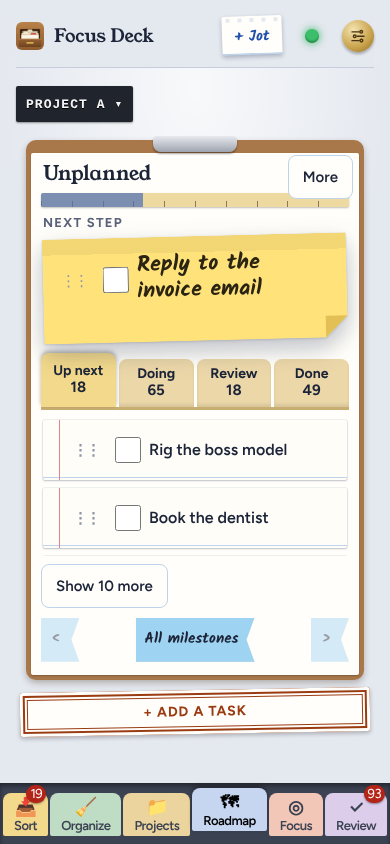 Focus Deck
+ Jot
PROJECT A ▾
Unplanned
More
NEXT STEP
Reply to the
invoice email
Up next
18
Doing
65
Review
18
Done
49
Rig the boss model
Book the dentist
Show 10 more
<
All milestones
>
+ ADD A TASK
19
93
Sort
Organize
Projects
Roadmap
Focus
Review